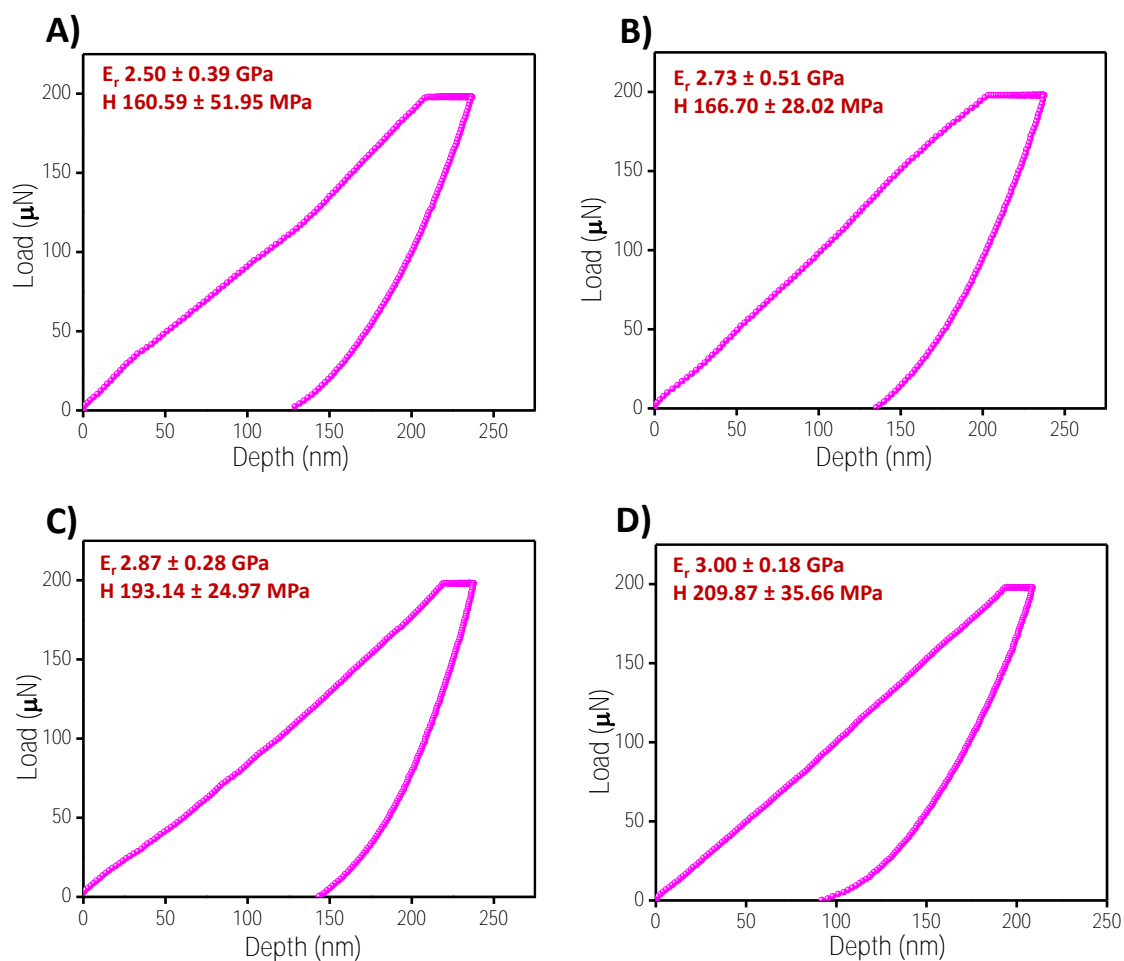 A)
E_r 2.50 ± 0.39 GPa
H 160.59 ± 51.95 MPa
200
150
100
50
0
Load (µN)
0 50 100 150 200 250
Depth (nm)
B)
E_r 2.73 ± 0.51 GPa
H 166.70 ± 28.02 MPa
200
150
100
50
0
Load (µN)
0 50 100 150 200 250
Depth (nm)
C)
E_r 2.87 ± 0.28 GPa
H 193.14 ± 24.97 MPa
200
150
100
50
0
Load (µN)
0 50 100 150 200 250
Depth (nm)
D)
E_r 3.00 ± 0.18 GPa
H 209.87 ± 35.66 MPa
200
150
100
50
0
Load (µN)
0 50 100 150 200 250
Depth (nm)